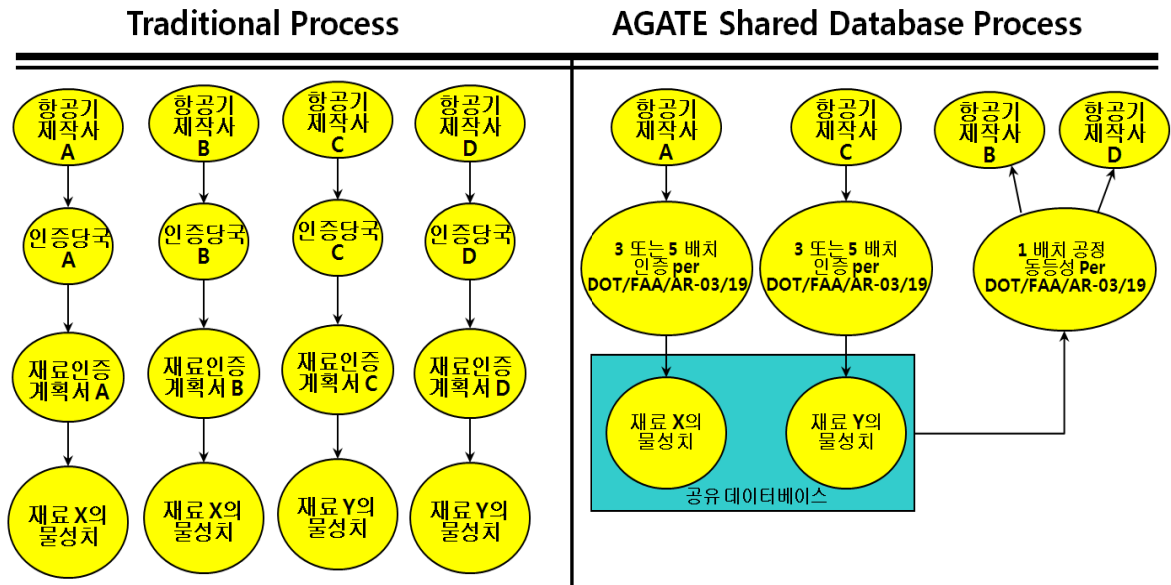 Traditional Process
항공기
제작사
A
항공기
제작사
B
항공기
제작사
C
항공기
제작사
D
인증당국
A
인증당국
B
인증당국
C
인증당국
D
재료인증
계획서 A
재료인증
계획서 B
재료인증
계획서 C
재료인증
계획서 D
재료 X의
물성치
재료 X의
물성치
재료 Y의
물성치
재료 Y의
물성치
AGATE Shared Database Process
항공기
제작사
A
항공기
제작사
C
항공기
제작사
B
항공기
제작사
D
3 또는 5 배치
인증 per
DOT/FAA/AR-03/19
3 또는 5 배치
인증 per
DOT/FAA/AR-03/19
1 배치 공정
동등성 Per
DOT/FAA/AR-03/19
재료 X의
물성치
재료 Y의
물성치
공유 데이터베이스